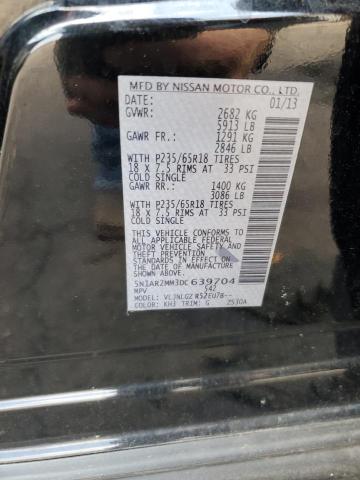 MFD BY NISSAN MOTOR CO., LTD.
DATE: 01/13
GVWR: 2682 KG
5913 LB
GAWR FR: 1291 KG
2846 LB
WITH P235/65R18 TIRES
18 X 7.5 RIMS AT 33 PSI
COLD SINGLE
GAWR RR: 1400 KG
3086 LB
WITH P235/65R18 TIRES
18 X 7.5 RIMS AT 33 PSI
COLD SINGLE
THIS VEHICLE CONFORMS TO ALL
APPLICABLE U.S. FEDERAL
MOTOR VEHICLE SAFETY
AND THEFT PREVENTION
STANDARDS IN EFFECT ON THE
DATE OF MANUFACTURE
SHOWN ABOVE.
5N1AR2MM3DC639704
MPV S42
MODEL: VLJNLGZ R52EU7B--
COLOR: KH3 TRIM: G 2530A